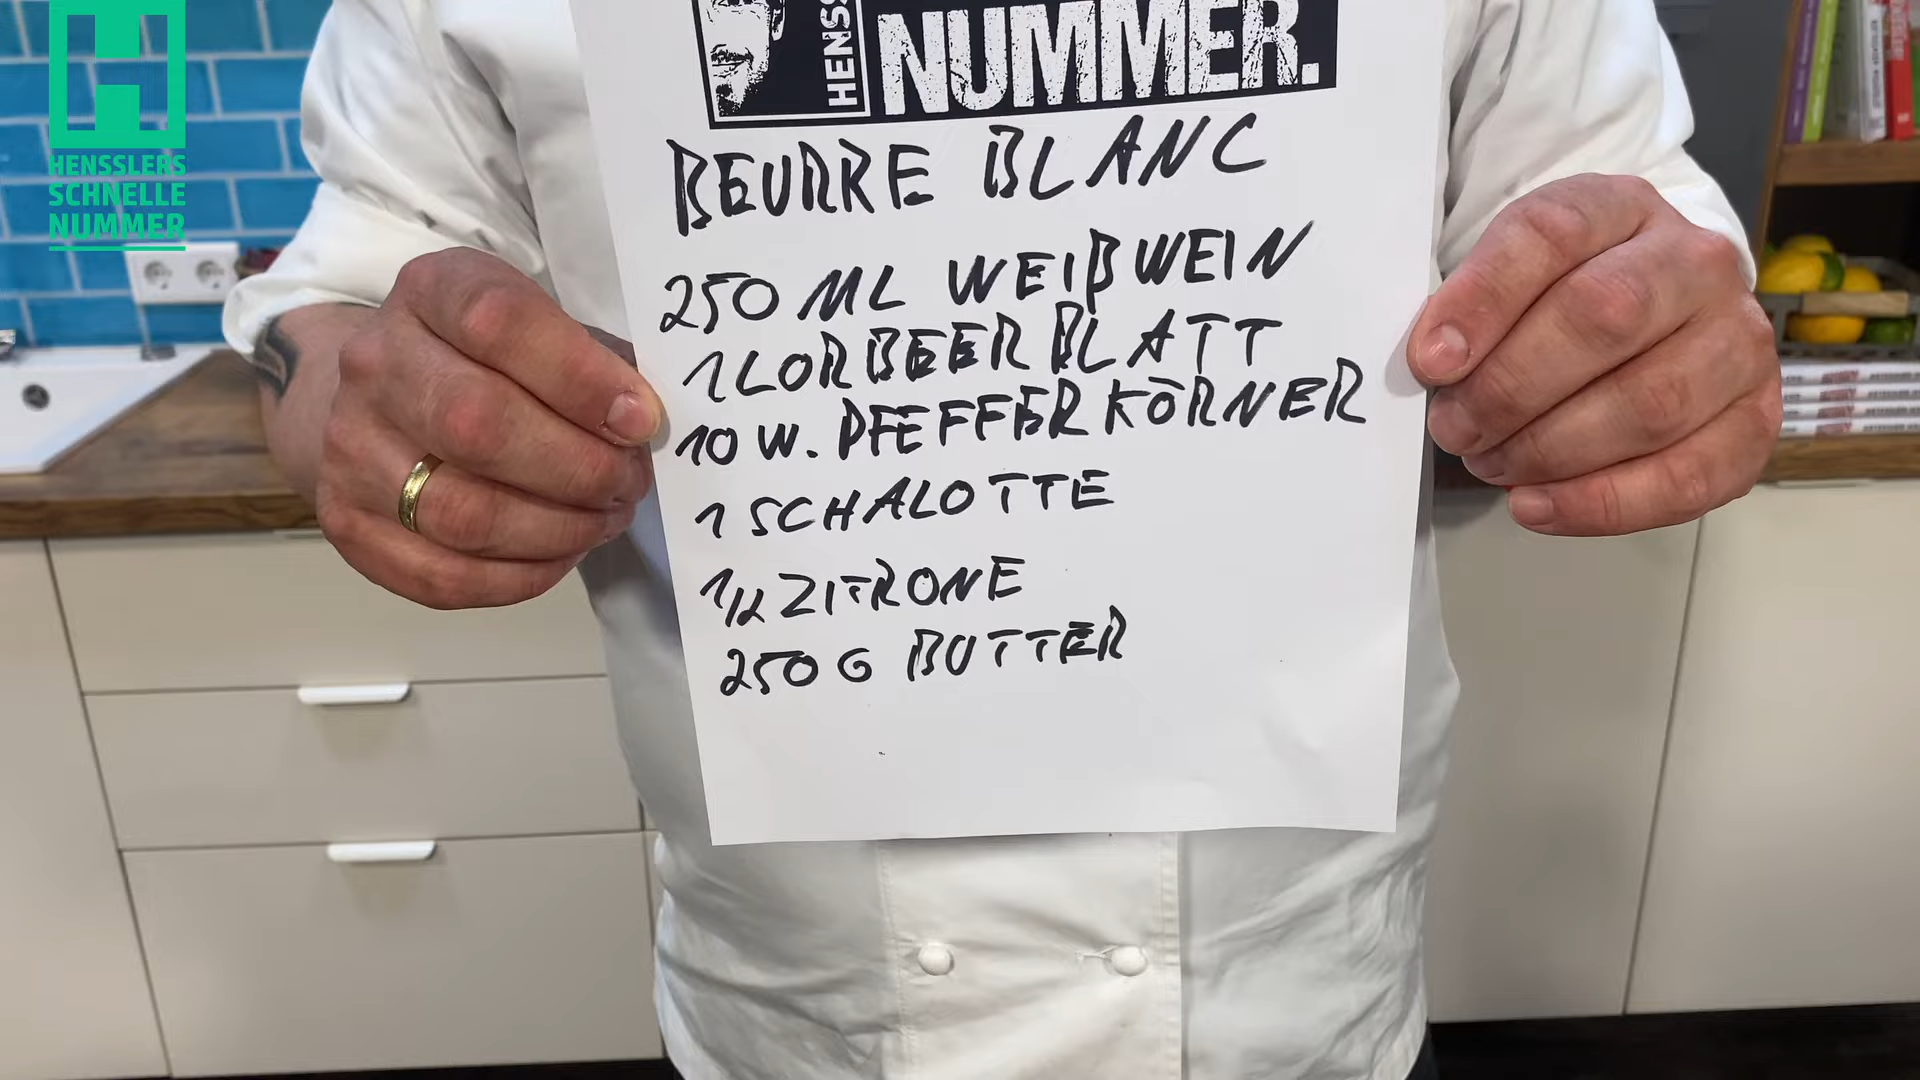 HENSSLERS
SCHNELLE
NUMMER
HENSS
NUMMER.
BEURRE BLANC
250 ML WEIßWEIN
1 LORBEERBLATT
10 W. PFEFFERKÖRNER
1 SCHALOTTE
1/2 ZITRONE
250 G BUTTER